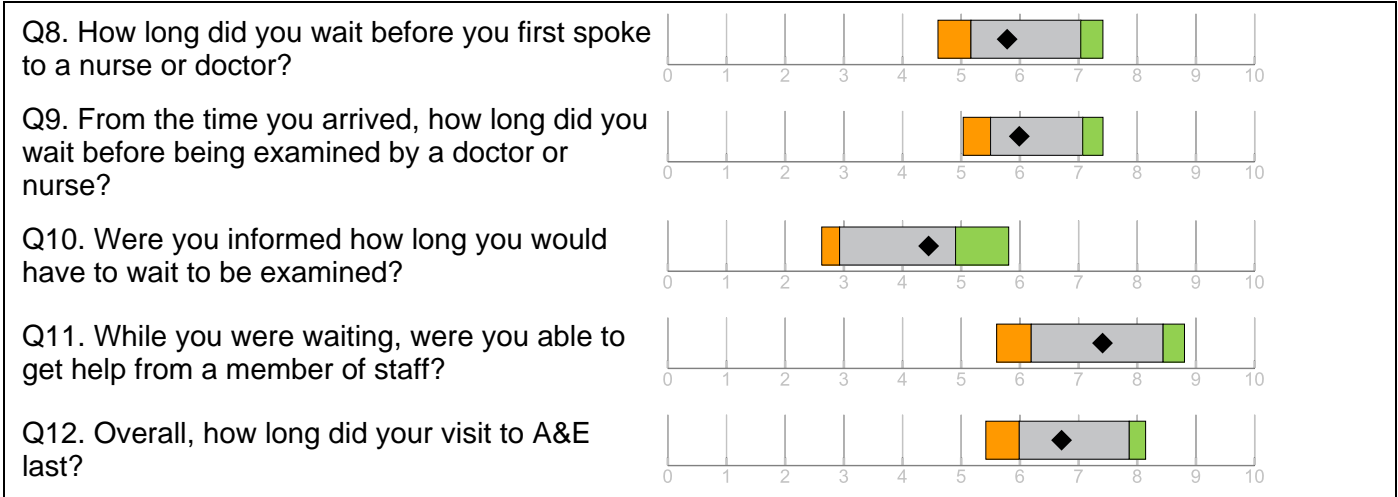 Q8. How long did you wait before you first spoke
to a nurse or doctor?
0 1 2 3 4 5 6 7 8 9 10
Q9. From the time you arrived, how long did you
wait before being examined by a doctor or
nurse?
0 1 2 3 4 5 6 7 8 9 10
Q10. Were you informed how long you would
have to wait to be examined?
0 1 2 3 4 5 6 7 8 9 10
Q11. While you were waiting, were you able to
get help from a member of staff?
0 1 2 3 4 5 6 7 8 9 10
Q12. Overall, how long did your visit to A&E
last?
0 1 2 3 4 5 6 7 8 9 10